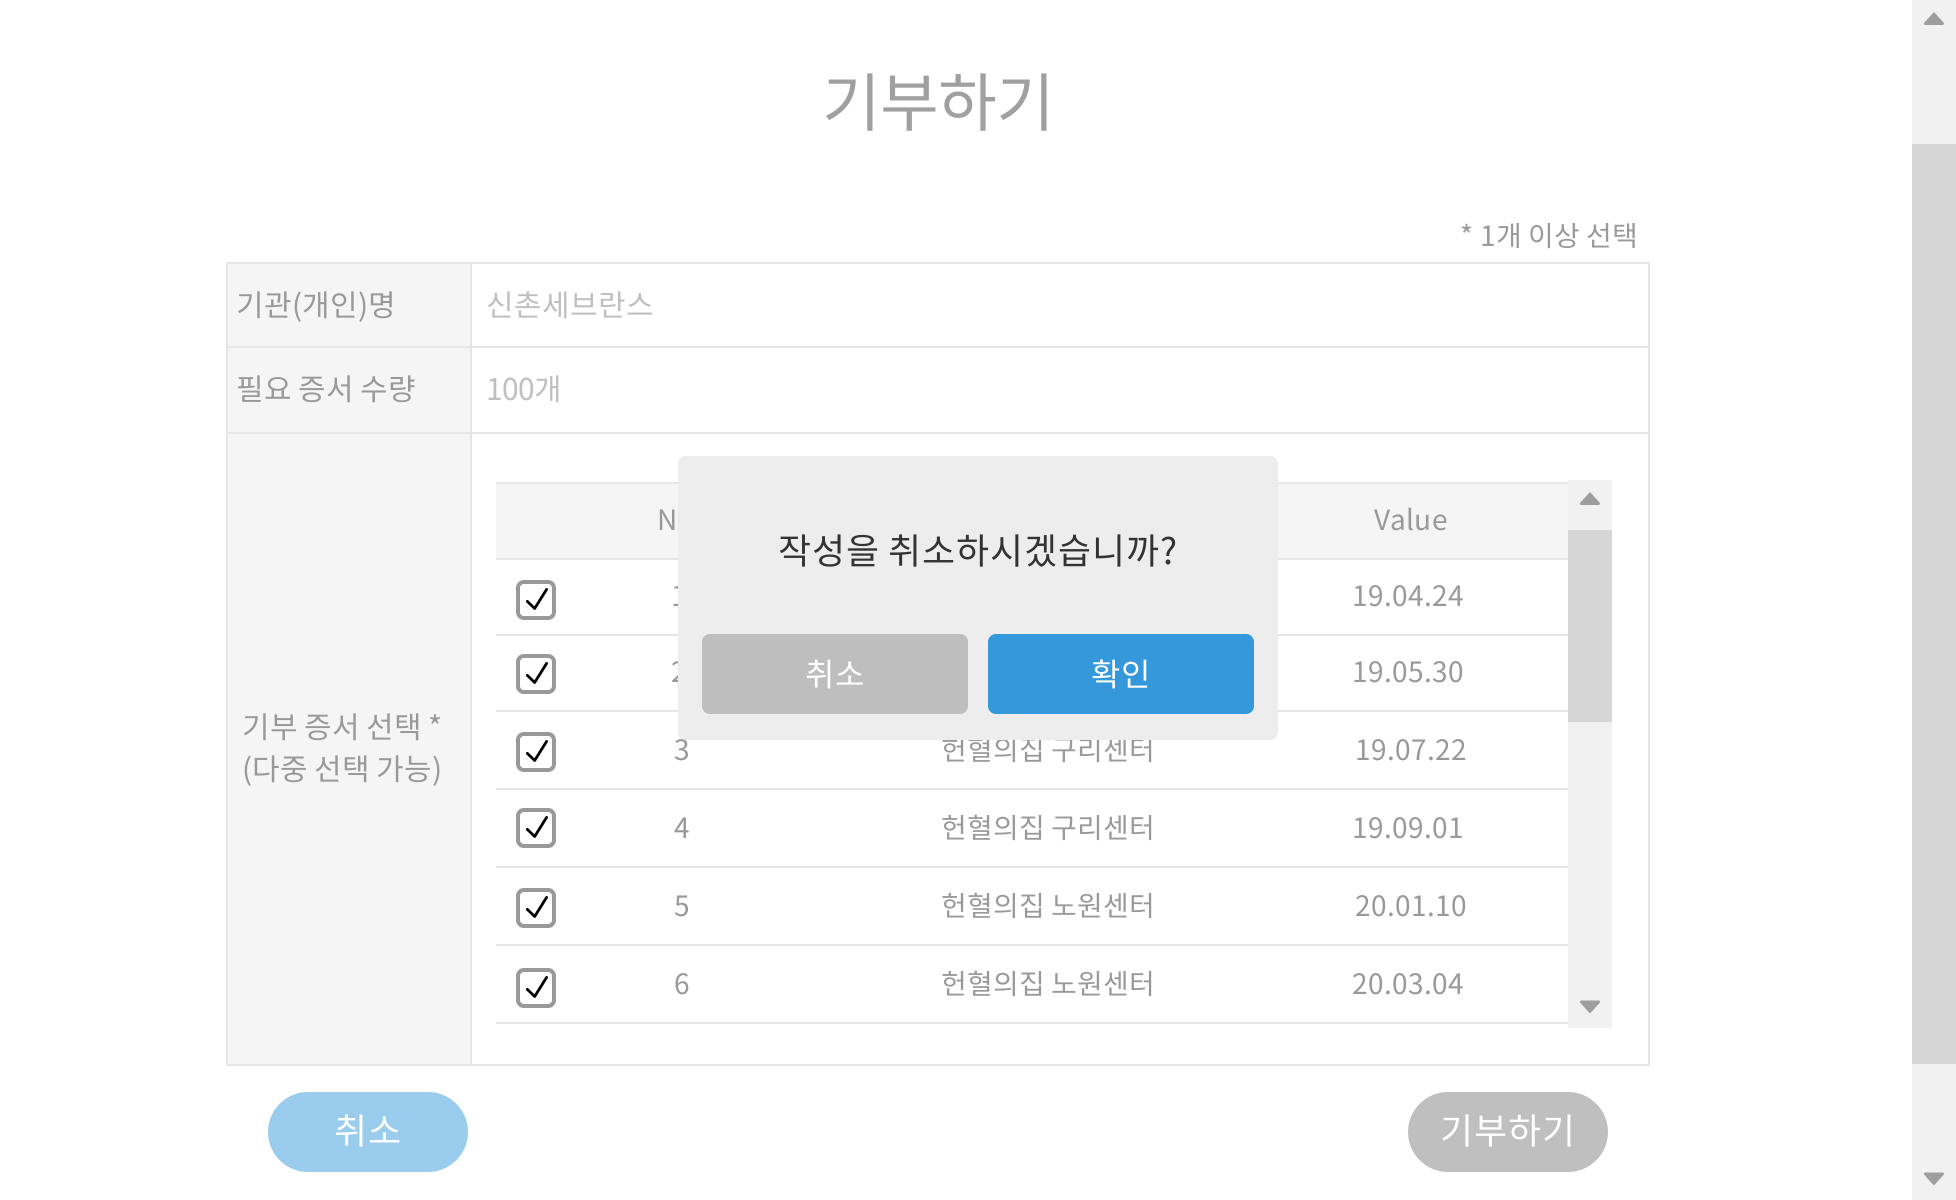 기부하기
* 1개 이상 선택
기관(개인)명 신촌세브란스
필요 증서 수량 100개
Value
작성을 취소하시겠습니까?
취소 확인
19.04.24
19.05.30
기부 증서 선택 *
(다중 선택 가능)
3 헌혈의집 구리센터 19.07.22
4 헌혈의집 구리센터 19.09.01
5 헌혈의집 노원센터 20.01.10
6 헌혈의집 노원센터 20.03.04
취소 기부하기